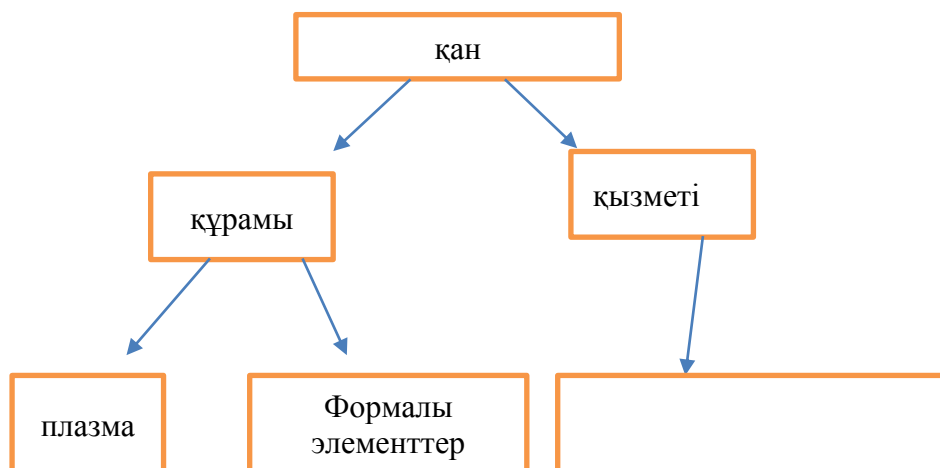 қан
қызметі
құрамы
плазма
Формалы
элементтер